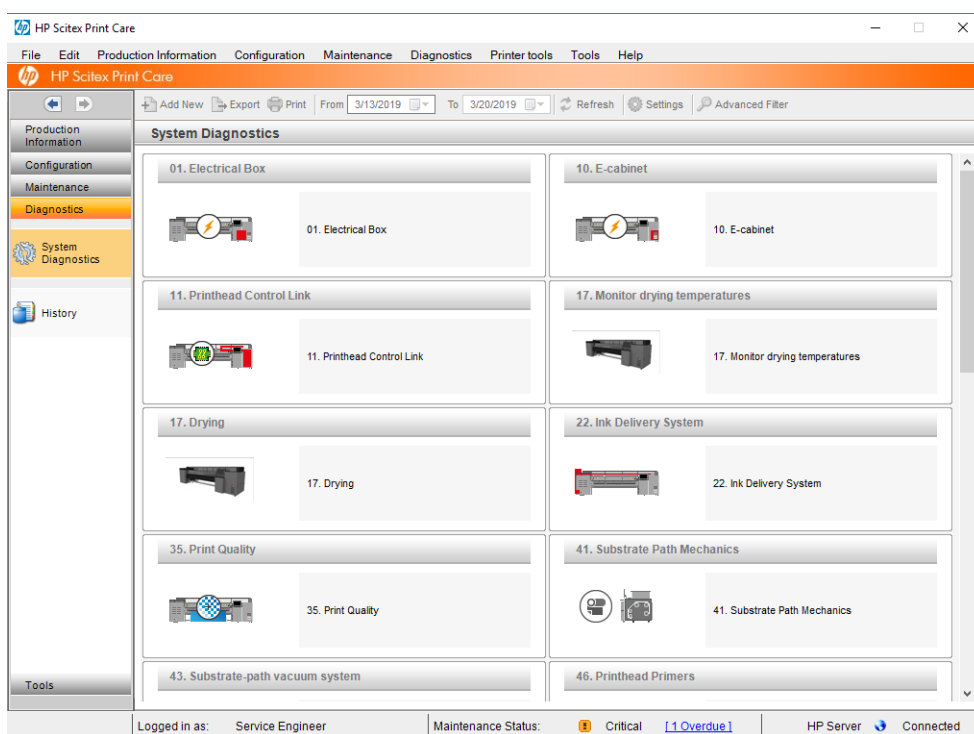 hp HP Scitex Print Care
File Edit Production Information Configuration Maintenance Diagnostics Printer tools Tools Help
hp HP Scitex Print Care
Add New Export Print From 3/13/2019 To 3/20/2019 Refresh Settings Advanced Filter
Production
Information
Configuration
Maintenance
Diagnostics
System
Diagnostics
History
Tools
System Diagnostics
01. Electrical Box
01. Electrical Box
10. E-cabinet
10. E-cabinet
11. Printhead Control Link
11. Printhead Control Link
17. Monitor drying temperatures
17. Monitor drying temperatures
17. Drying
17. Drying
22. Ink Delivery System
22. Ink Delivery System
35. Print Quality
35. Print Quality
41. Substrate Path Mechanics
41. Substrate Path Mechanics
43. Substrate-path vacuum system
46. Printhead Primers
Logged in as: Service Engineer Maintenance Status: Critical [ 1 Overdue ] HP Server Connected